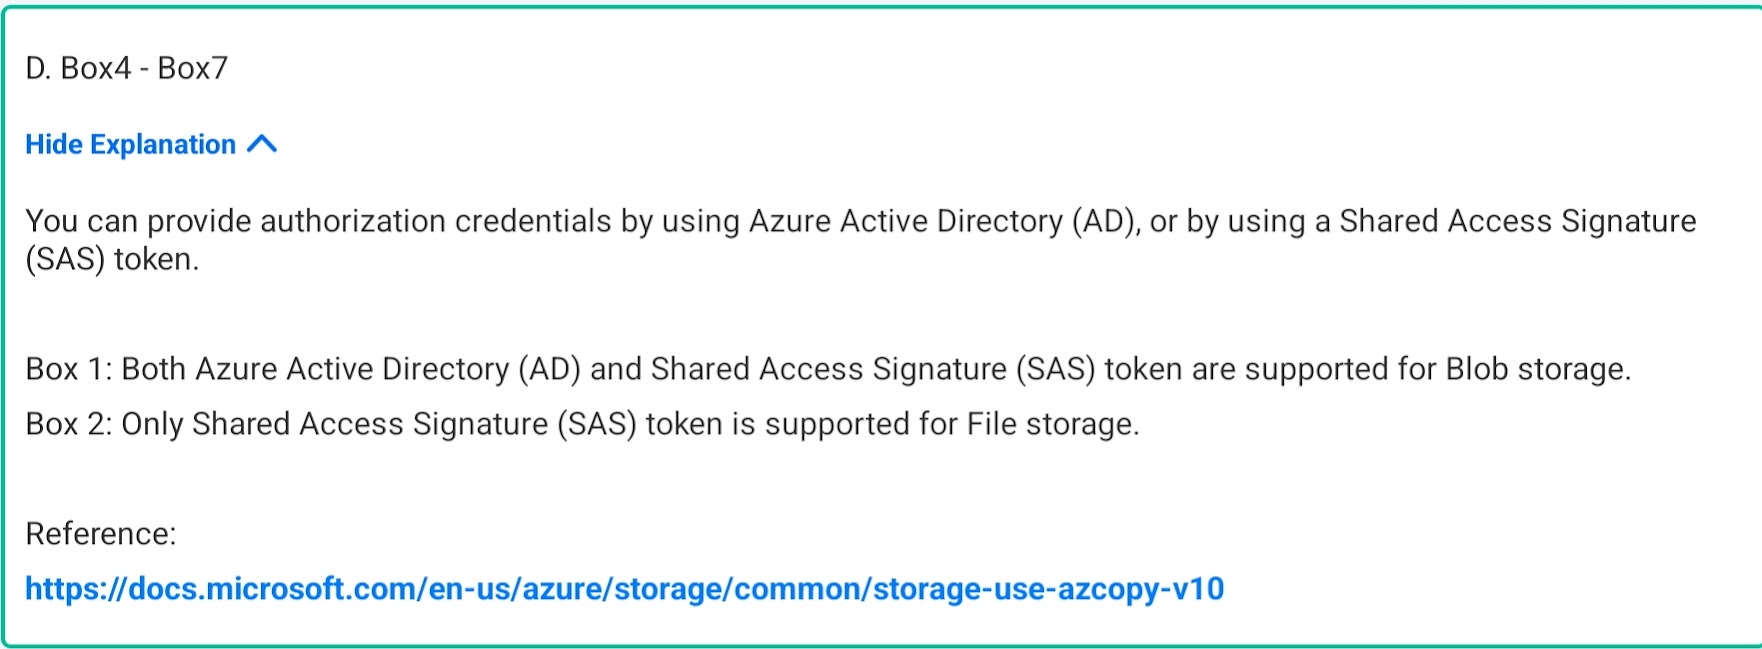 D. Box4 - Box7
Hide Explanation
You can provide authorization credentials by using Azure Active Directory (AD), or by using a Shared Access Signature
(SAS) token.
Box 1: Both Azure Active Directory (AD) and Shared Access Signature (SAS) token are supported for Blob storage.
Box 2: Only Shared Access Signature (SAS) token is supported for File storage.
Reference:
https://docs.microsoft.com/en-us/azure/storage/common/storage-use-azcopy-v10